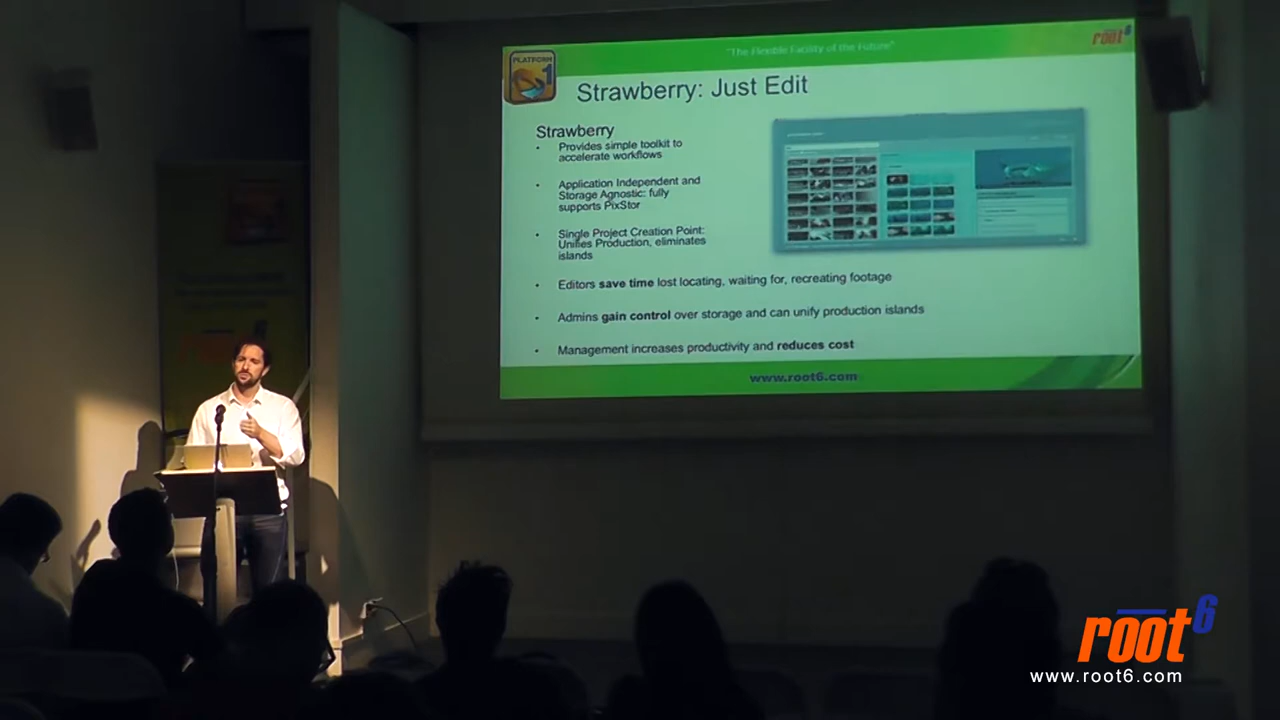 "The Flexible Facility of the Future"
root6
PLATFORM
1
Strawberry: Just Edit
Strawberry
• Provides simple toolkit to
accelerate workflows
• Application Independent and
Storage Agnostic: fully
supports PixStor
• Single Project Creation Point:
Unifies Production, eliminates
islands
• Editors save time lost locating, waiting for, recreating footage
• Admins gain control over storage and can unify production islands
• Management increases productivity and reduces cost
www.root6.com
root6
www.root6.com